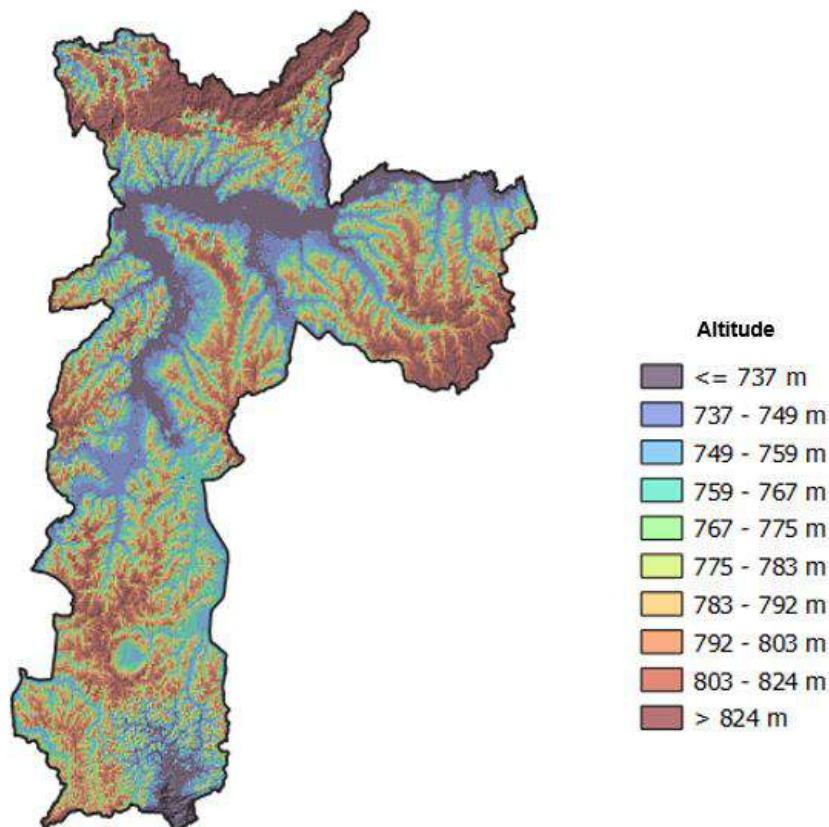 Altitude
<= 737 m
737 - 749 m
749 - 759 m
759 - 767 m
767 - 775 m
775 - 783 m
783 - 792 m
792 - 803 m
803 - 824 m
> 824 m